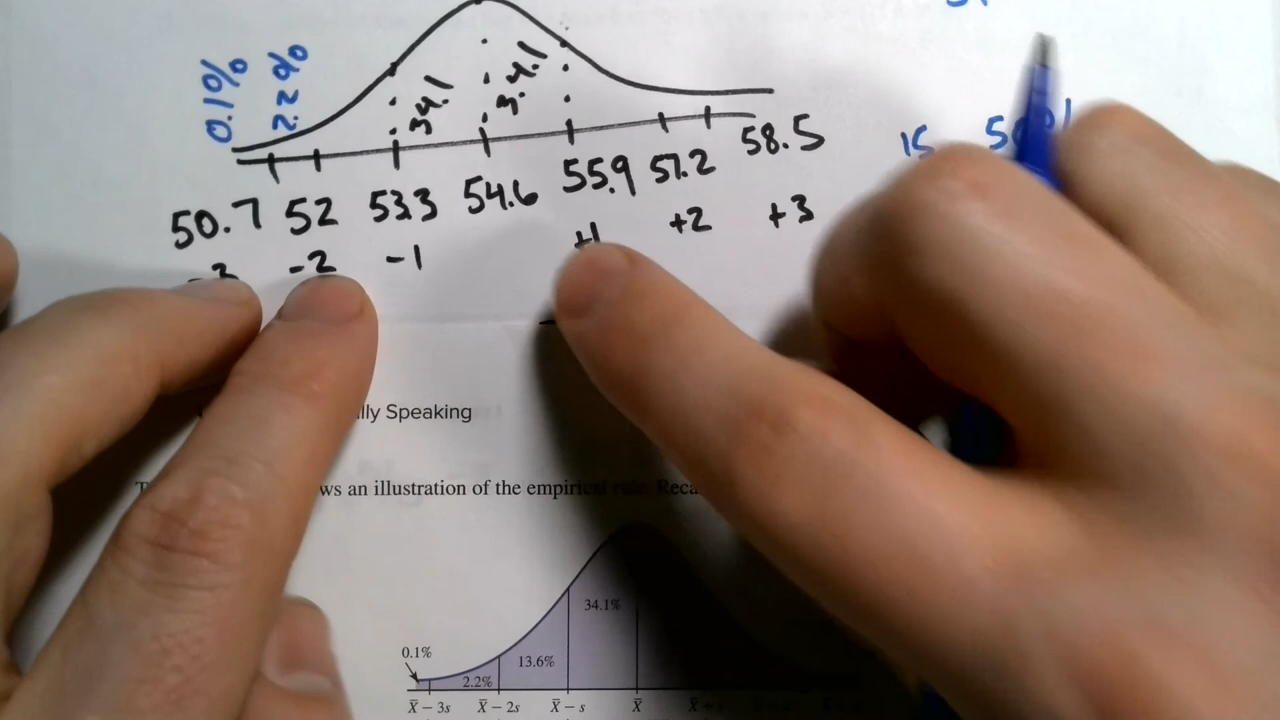 0.1%
2.2%
34.1
34.1
50.7 52 53.3 54.6 55.9 57.2 58.5
-2 -1 +1 +2 +3
15
lly Speaking
ws an illustration of the empirical rule. Reca
34.1%
0.1%
13.6%
2.2%
X̄ – 3s X̄ – 2s X̄ – s X̄